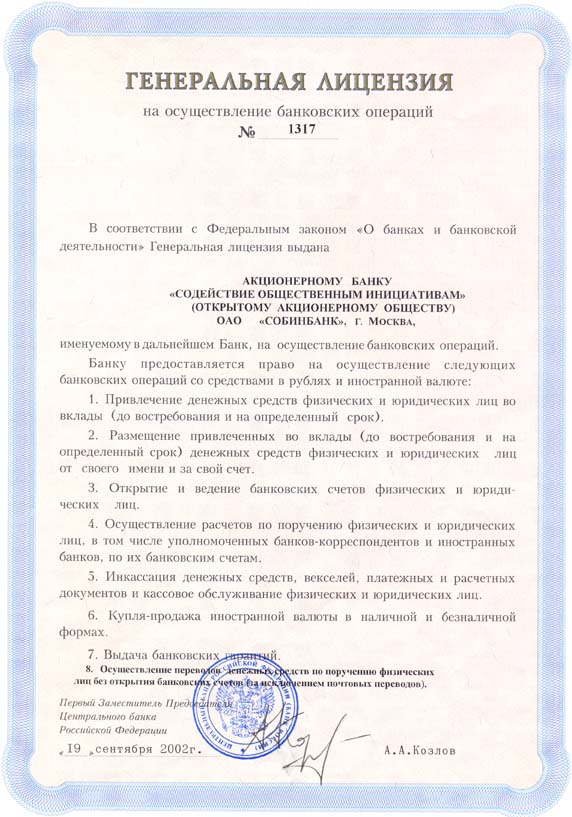 ГЕНЕРАЛЬНАЯ ЛИЦЕНЗИЯ
на осуществление банковских операций
№ 1317
В соответствии с Федеральным законом «О банках и банковской
деятельности» Генеральная лицензия выдана
АКЦИОНЕРНОМУ БАНКУ
«СОДЕЙСТВИЕ ОБЩЕСТВЕННЫМ ИНИЦИАТИВАМ»
(ОТКРЫТОМУ АКЦИОНЕРНОМУ ОБЩЕСТВУ)
ОАО «СОБИНБАНК», Г. МОСКВА,
именуемому в дальнейшем Банк, на осуществление банковских операций.
Банку предоставляется право на осуществление следующих
банковских операций со средствами в рублях и иностранной валюте:
1. Привлечение денежных средств физических и юридических лиц во
вклады (до востребования и на определенный срок).
2. Размещение привлеченных во вклады (до востребования и на
определенный срок) денежных средств физических и юридических лиц
от своего имени и за свой счет.
3. Открытие и ведение банковских счетов физических и юриди-
ческих лиц.
4. Осуществление расчетов по поручению физических и юридических
лиц, в том числе уполномоченных банков-корреспондентов и иностранных
банков, по их банковским счетам.
5. Инкассация денежных средств, векселей, платежных и расчетных
документов и кассовое обслуживание физических и юридических лиц.
6. Купля-продажа иностранной валюты в наличной и безналичной
формах.
7. Выдача банковских гарантий.
8. Осуществление переводов денежных средств по поручению физических
лиц без открытия банковских счетов (за исключением почтовых переводов).
Первый Заместитель Председателя
Центрального банка
Российской Федерации
„19 „сентября 2002г.
А.А.Козлов
ЦЕНТРАЛЬНЫЙ БАНК РОССИЙСКОЙ ФЕДЕРАЦИИ (БАНК РОССИИ)